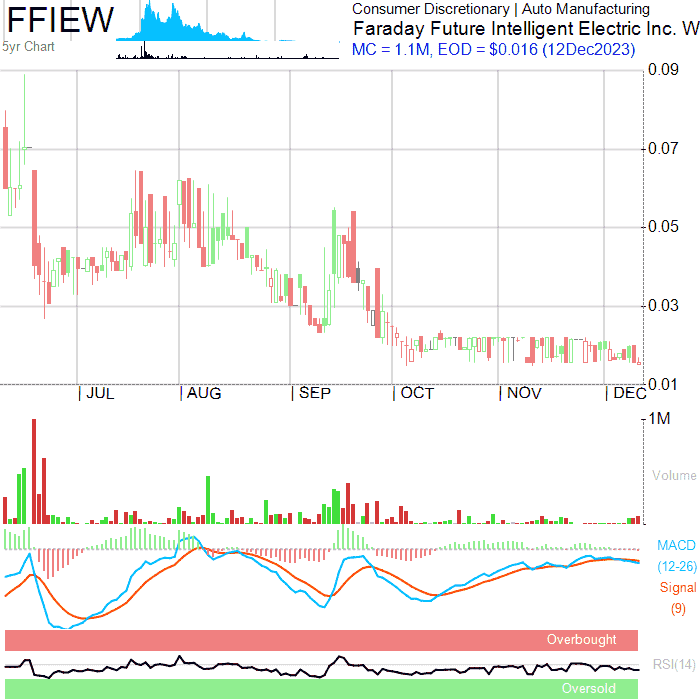 FFIEW
5yr Chart
Consumer Discretionary | Auto Manufacturing
Faraday Future Intelligent Electric Inc. W
MC = 1.1M, EOD = $0.016 (12Dec2023)
0.09
0.07
0.05
0.03
0.01
JUL
AUG
SEP
OCT
NOV
DEC
1M
Volume
MACD
(12-26)
Signal
(9)
Overbought
RSI(14)
Oversold